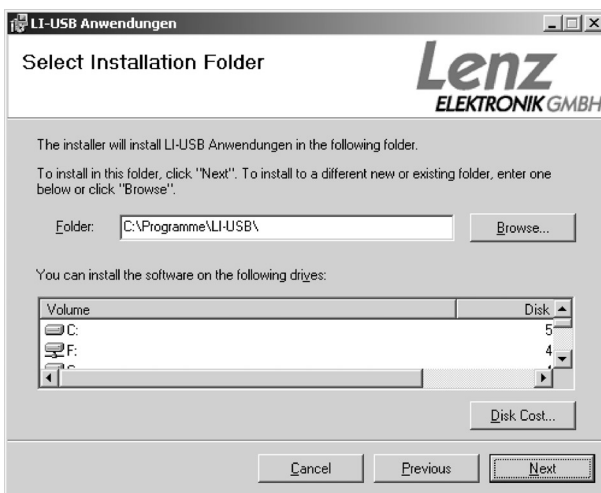 LI-USB Anwendungen
Select Installation Folder
Lenz
ELEKTRONIK GMBH
The installer will install LI-USB Anwendungen in the following folder.
To install in this folder, click "Next". To install to a different new or existing folder, enter one
below or click "Browse".
Folder: C:\Programme\LI-USB\ Browse...
You can install the software on the following drives:
Volume Disk
C: 5
F: 4
Disk Cost...
Cancel Previous Next